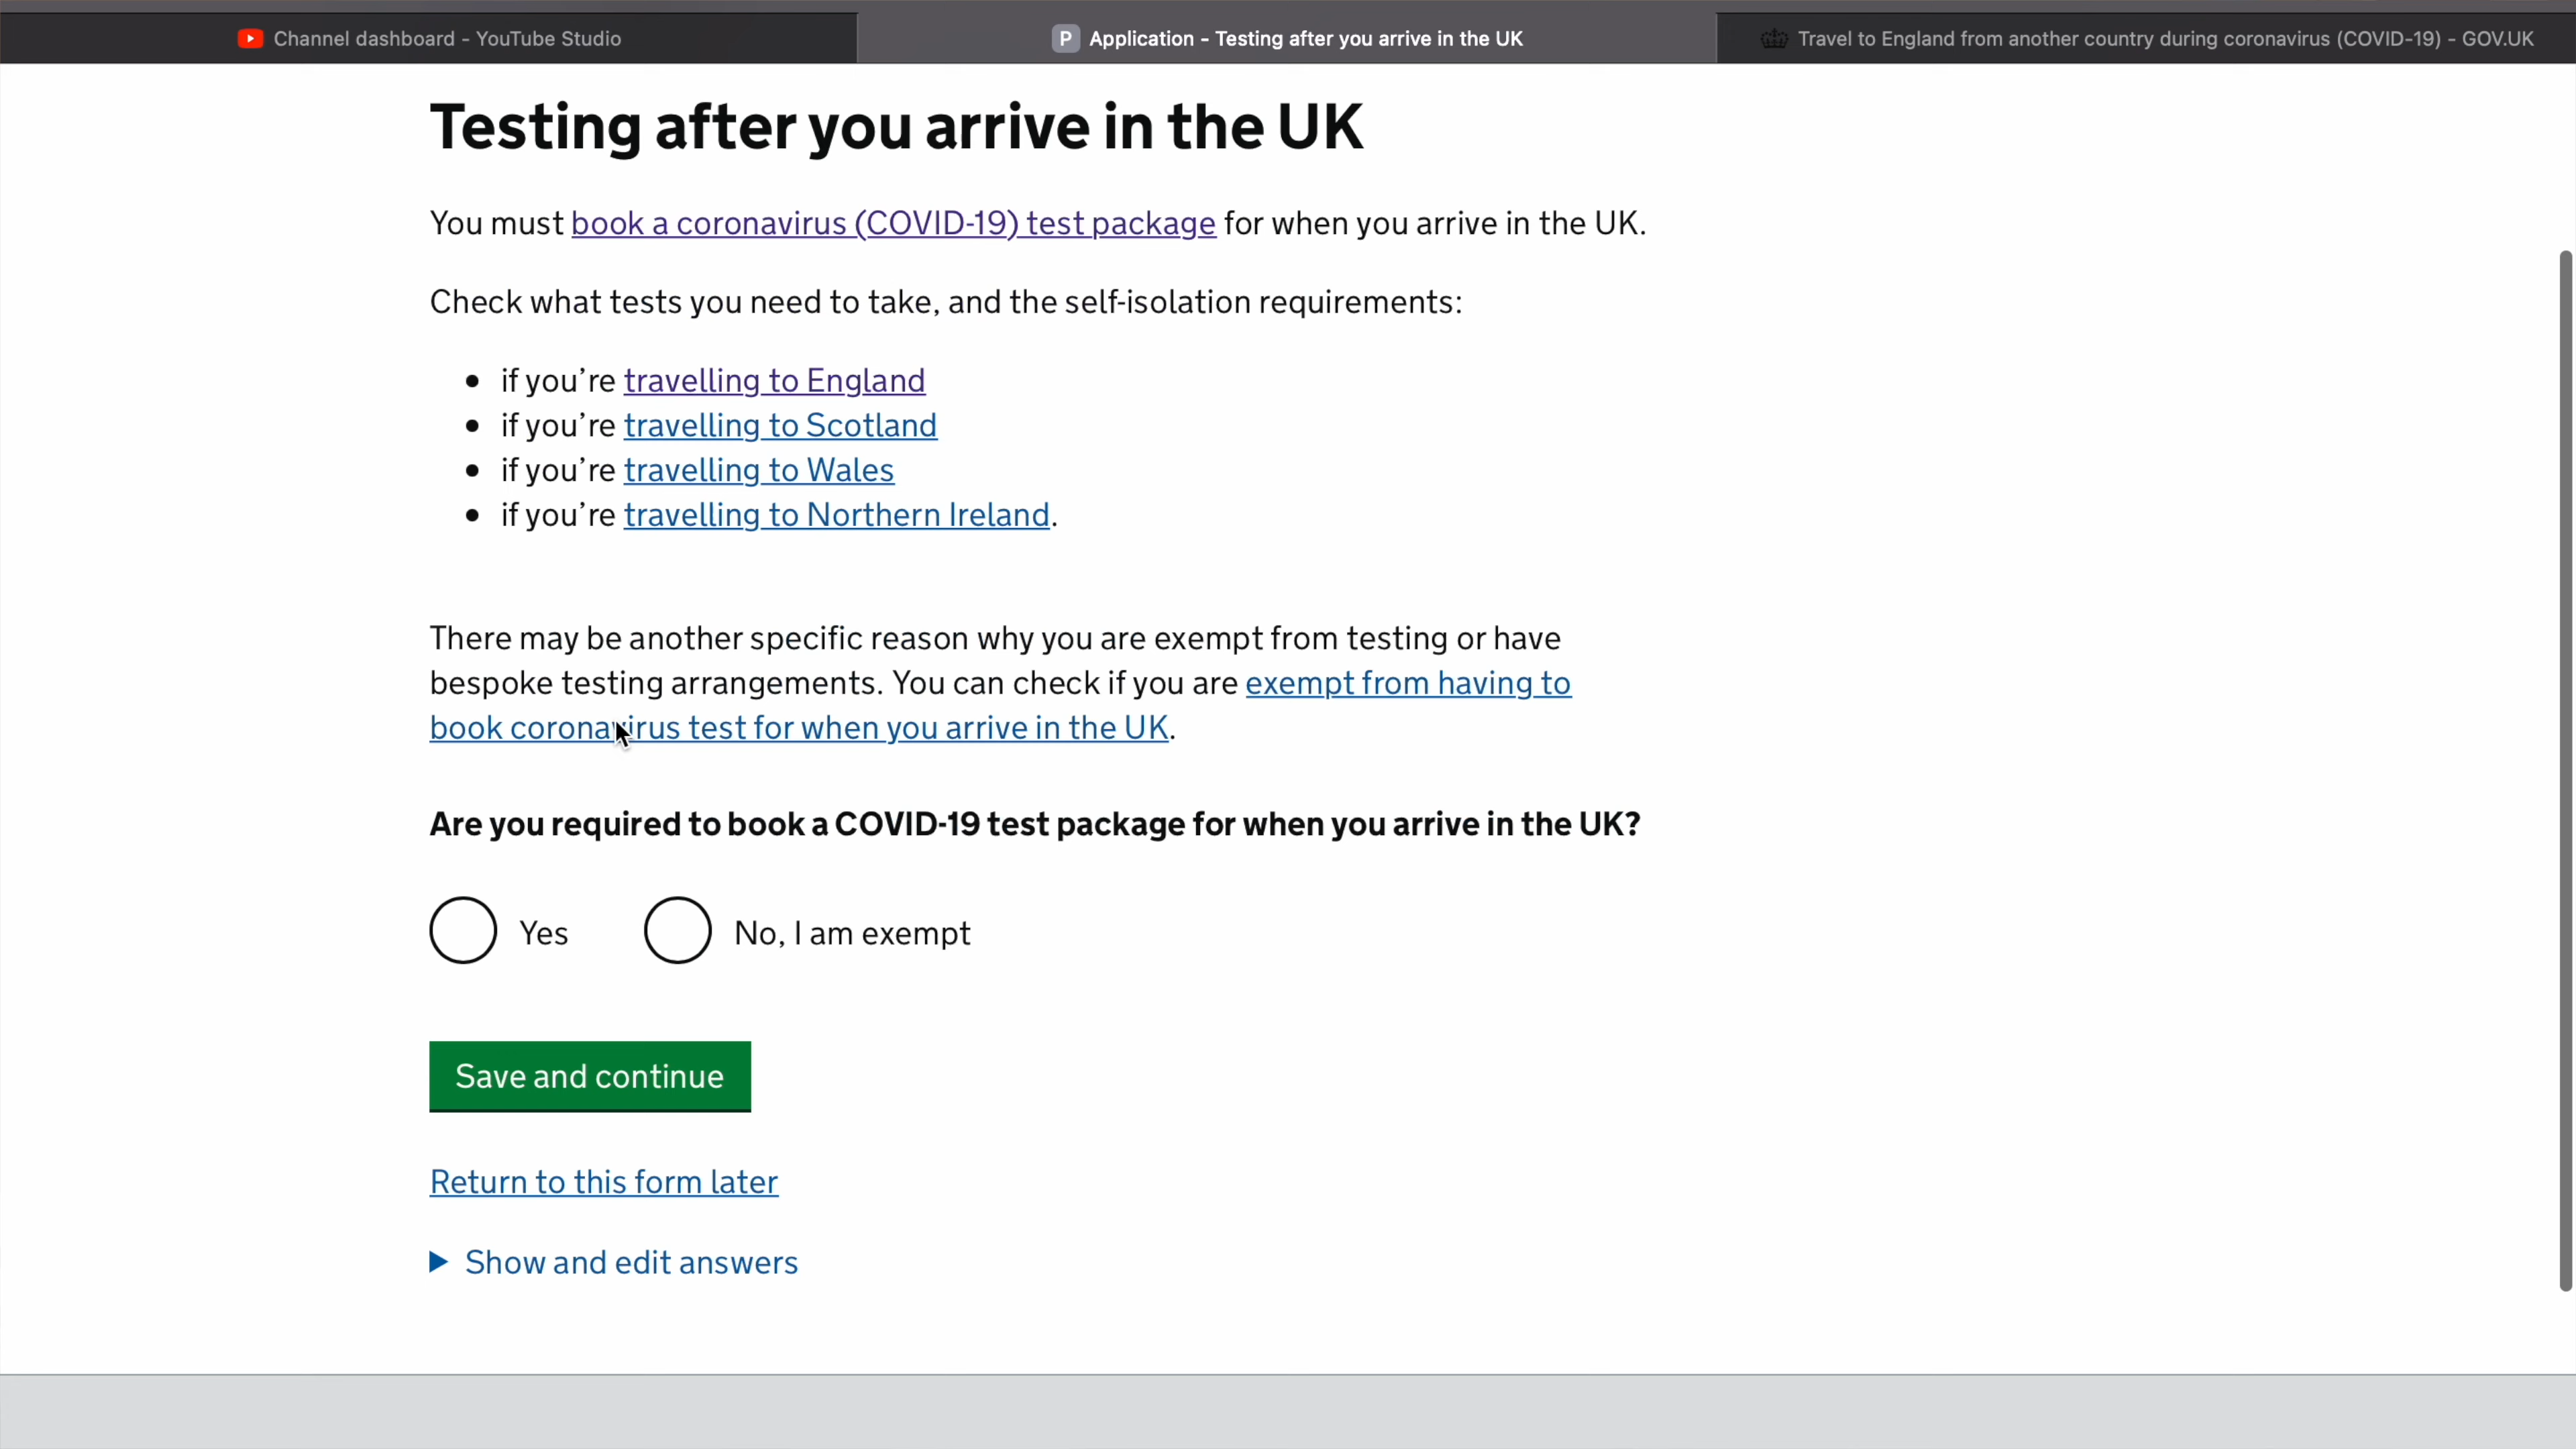 Channel dashboard - YouTube Studio
P Application - Testing after you arrive in the UK
Travel to England from another country during coronavirus (COVID-19) - GOV.UK
Testing after you arrive in the UK
You must book a coronavirus (COVID-19) test package for when you arrive in the UK.
Check what tests you need to take, and the self-isolation requirements:
• if you’re travelling to England
• if you’re travelling to Scotland
• if you’re travelling to Wales
• if you’re travelling to Northern Ireland.
There may be another specific reason why you are exempt from testing or have
bespoke testing arrangements. You can check if you are exempt from having to
book coronavirus test for when you arrive in the UK.
Are you required to book a COVID-19 test package for when you arrive in the UK?
Yes No, I am exempt
Save and continue
Return to this form later
Show and edit answers